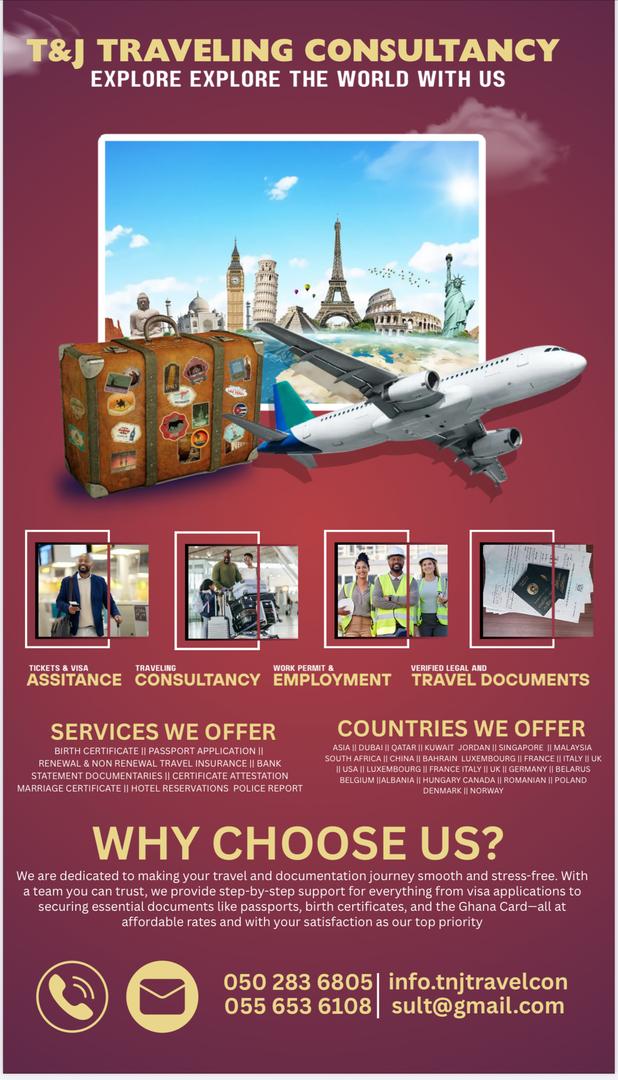 T&J TRAVELING CONSULTANCY
EXPLORE EXPLORE THE WORLD WITH US
TICKETS & VISA
ASSITANCE
TRAVELING
CONSULTANCY
WORK PERMIT &
EMPLOYMENT
VERIFIED LEGAL AND
TRAVEL DOCUMENTS
SERVICES WE OFFER
BIRTH CERTIFICATE || PASSPORT APPLICATION ||
RENEWAL & NON RENEWAL TRAVEL INSURANCE || BANK
STATEMENT DOCUMENTARIES || CERTIFICATE ATTESTATION
MARRIAGE CERTIFICATE || HOTEL RESERVATIONS POLICE REPORT
COUNTRIES WE OFFER
ASIA || DUBAI || QATAR || KUWAIT JORDAN || SINGAPORE || MALAYSIA
SOUTH AFRICA || CHINA || BAHRAIN LUXEMBOURG || FRANCE || ITALY || UK
|| USA || LUXEMBOURG || FRANCE ITALY || UK || GERMANY || BELARUS
BELGIUM ||ALBANIA || HUNGARY CANADA || ROMANIAN || POLAND
DENMARK || NORWAY
WHY CHOOSE US?
We are dedicated to making your travel and documentation journey smooth and stress-free. With
a team you can trust, we provide step-by-step support for everything from visa applications to
securing essential documents like passports, birth certificates, and the Ghana Card—all at
affordable rates and with your satisfaction as our top priority
050 283 6805
055 653 6108
info.tnjtravelcon
sult@gmail.com